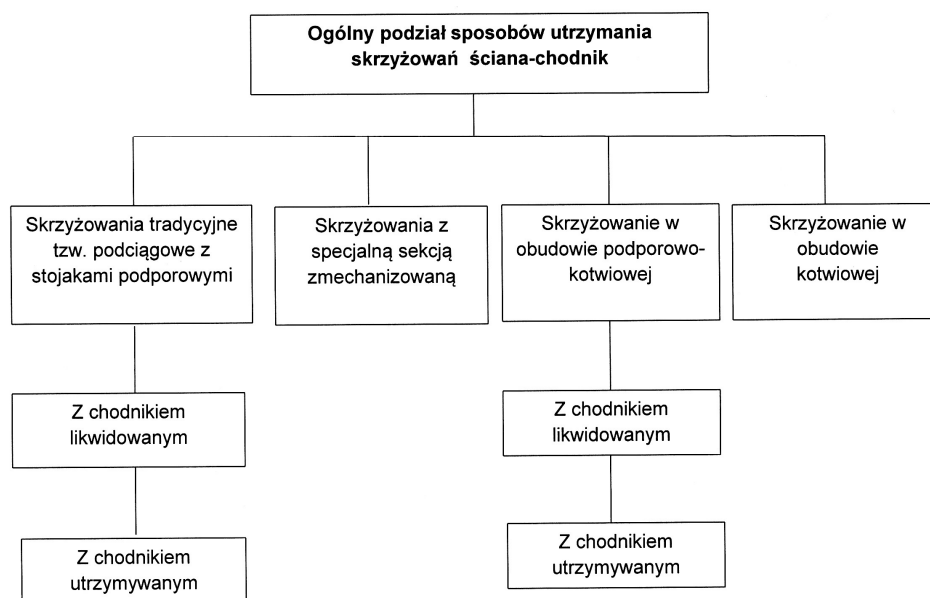 Ogólny podział sposobów utrzymania
skrzyżowań ściana-chodnik
Skrzyżowania tradycyjne
tzw. podciągowe z
stojakami podporowymi
Skrzyżowania z
specjalną sekcją
zmechanizowaną
Skrzyżowanie w
obudowie podporowo-
kotwiowej
Skrzyżowanie w
obudowie
kotwiowej
Z chodnikiem
likwidowanym
Z chodnikiem
likwidowanym
Z chodnikiem
utrzymywanym
Z chodnikiem
utrzymywanym